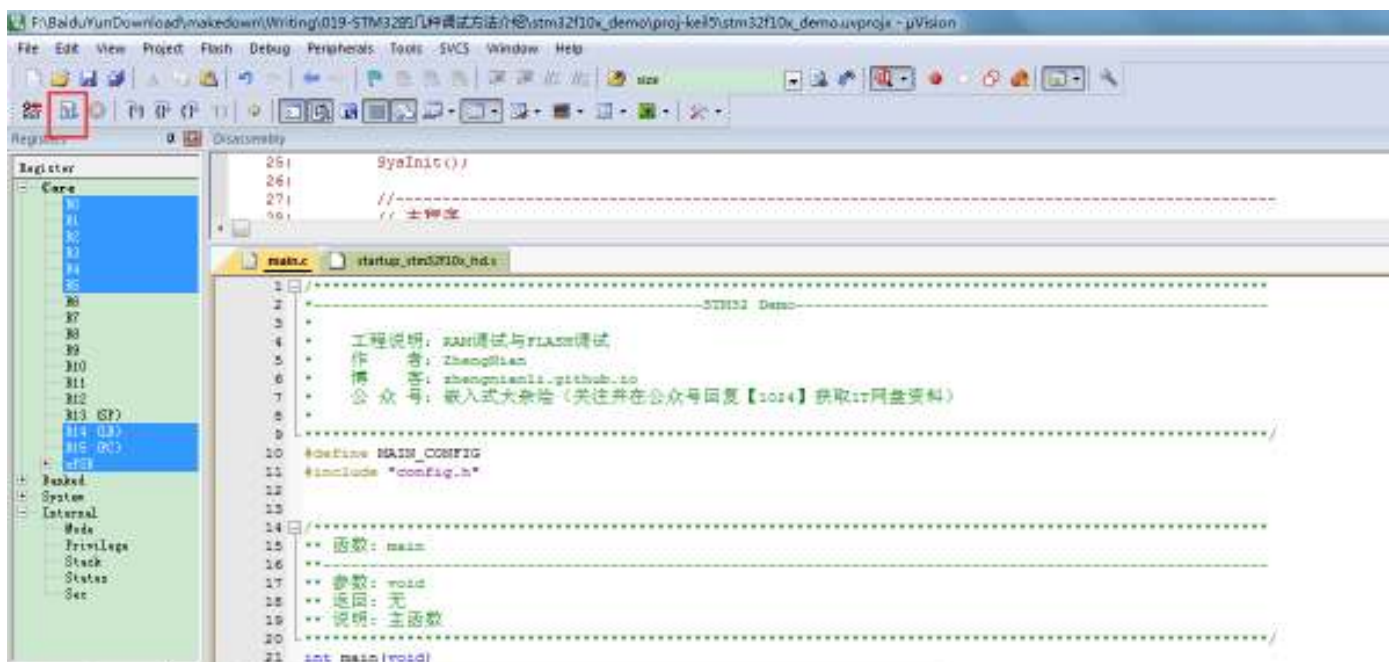 F:\BaiduYunDownload\makedown\Writing\019-STM32的几种调试方法介绍\stm32f10x_demo\proj-keil5\stm32f10x_demo.uvprojx - µVision
File Edit View Project Flash Debug Peripherals Tools SVCS Window Help
size
Registers Disassembly
Register
Core
R0
R1
R2
R3
R4
R5
R6
R7
R8
R9
R10
R11
R12
R13 (SP)
R14 (LR)
R15 (PC)
xPSR
Banked
System
Internal
Mode
Privilege
Stack
States
Sec
25: SysInit();
26:
27: //------------------------------------------------
28: // 主程序
main.c startup_stm32f10x_hd.s
1 /************************************************
2 *------------------------STM32 Demo------------------------
3 *
4 * 工程说明: RAM调试与FLASH调试
5 * 作 者: ZhengNian
6 * 博 客: zhengnianli.github.io
7 * 公 众 号: 嵌入式大杂烩（关注并在公众号回复【1024】获取IT网盘资料）
8 *
9 ************************************************/
10 #define MAIN_CONFIG
11 #include "config.h"
12
13
14 /************************************************
15 ** 函数: main
16 **------------------------------------------------
17 ** 参数: void
18 ** 返回: 无
19 ** 说明: 主函数
20 ************************************************/
21 int main(void)